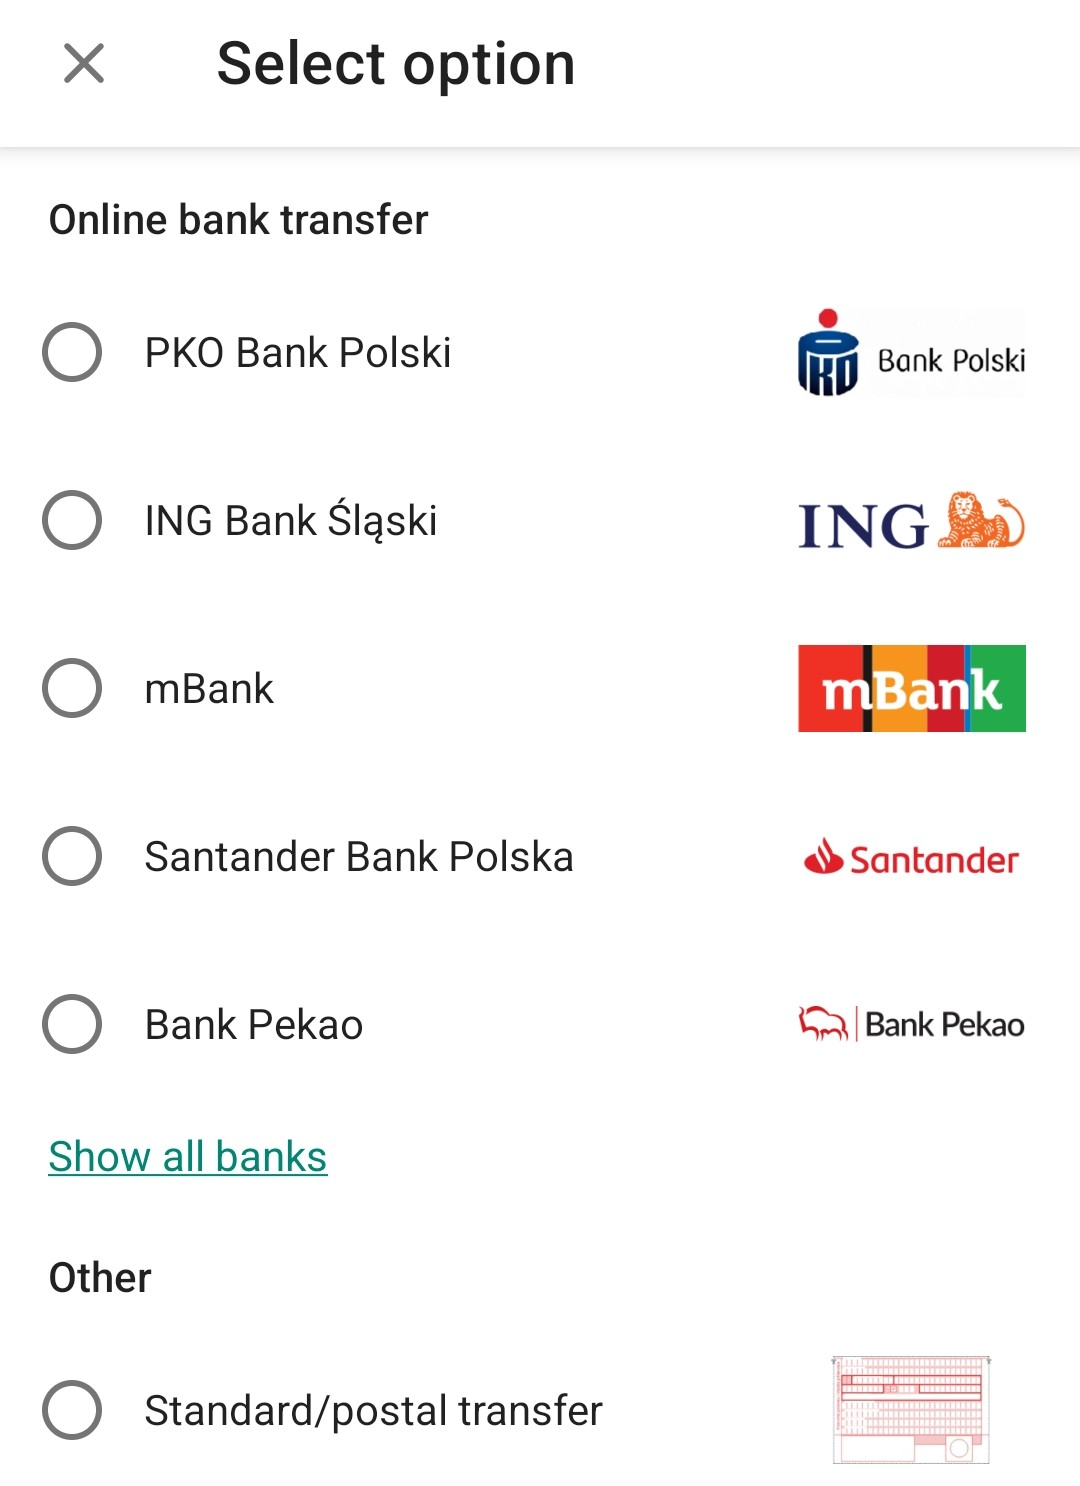 Select option
Online bank transfer
PKO Bank Polski
PKO Bank Polski
ING Bank Śląski
ING
mBank
mBank
Santander Bank Polska
Santander
Bank Pekao
Bank Pekao
Show all banks
Other
Standard/postal transfer